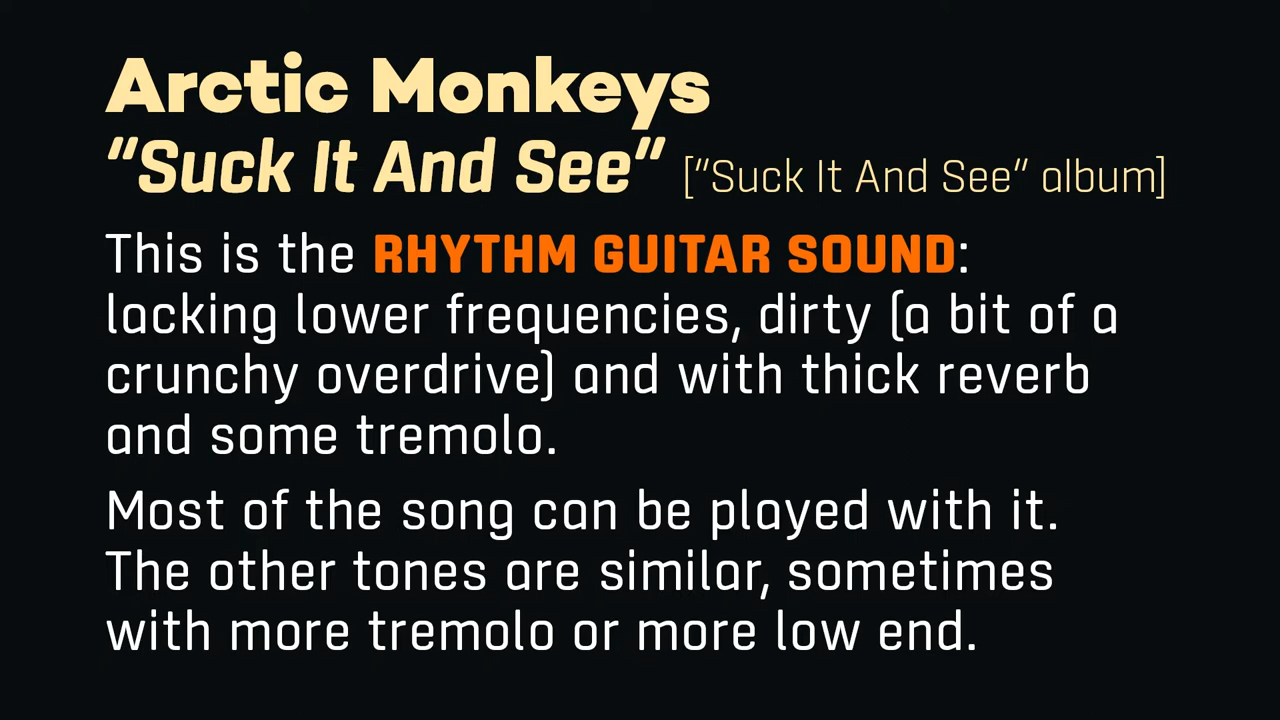 Arctic Monkeys
"Suck It And See" ["Suck It And See" album]
This is the RHYTHM GUITAR SOUND:
lacking lower frequencies, dirty (a bit of a
crunchy overdrive) and with thick reverb
and some tremolo.
Most of the song can be played with it.
The other tones are similar, sometimes
with more tremolo or more low end.